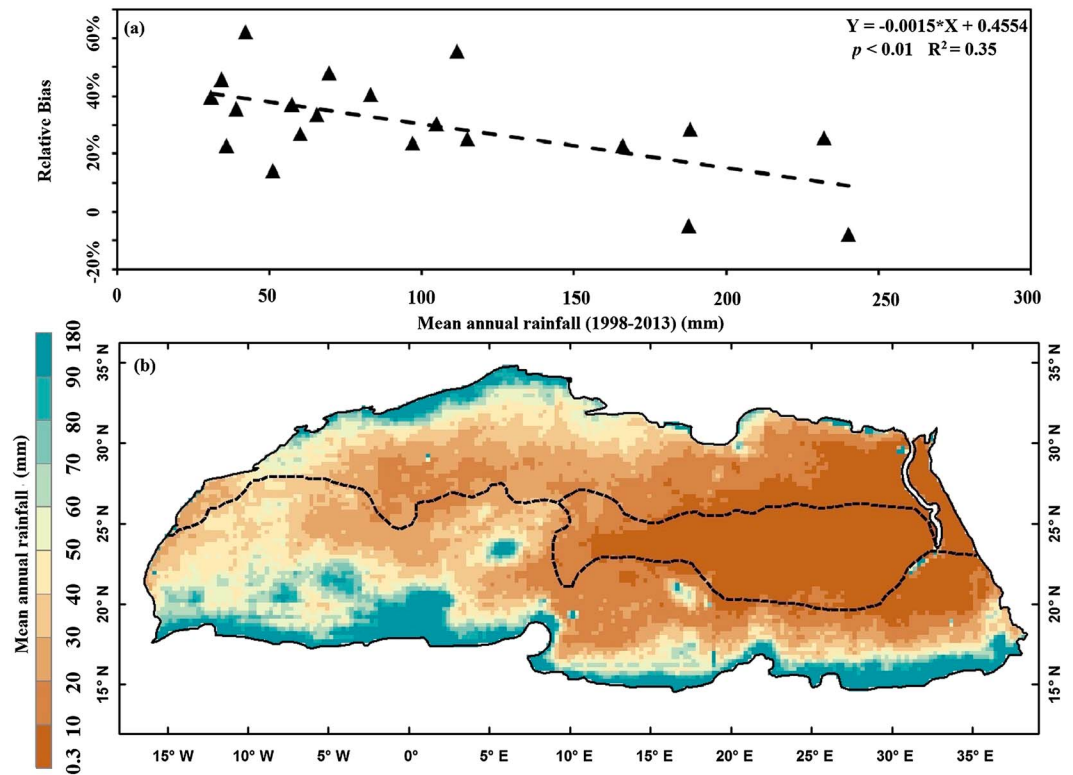 (a)
Y = -0.0015*X + 0.4554
p < 0.01 R² = 0.35
Relative Bias
60%
40%
20%
0
-20%
0 50 100 150 200 250 300
Mean annual rainfall (1998-2013) (mm)
(b)
Mean annual rainfall (mm)
180
90
80
70
60
50
40
30
20
10
0.3
35° N
30° N
25° N
20° N
15° N
35° N
30° N
25° N
20° N
15° N
15° W 10° W 5° W 0° 5° E 10° E 15° E 20° E 25° E 30° E 35° E